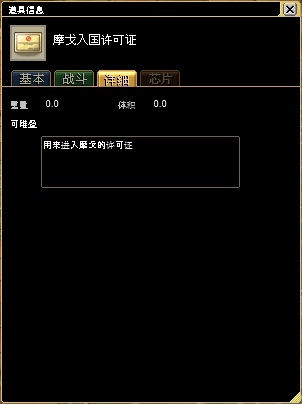 道具信息
摩戈入国许可证
基本 战斗 详细 芯片
重量 0.0 体积 0.0
可堆叠
用来进入摩戈的许可证